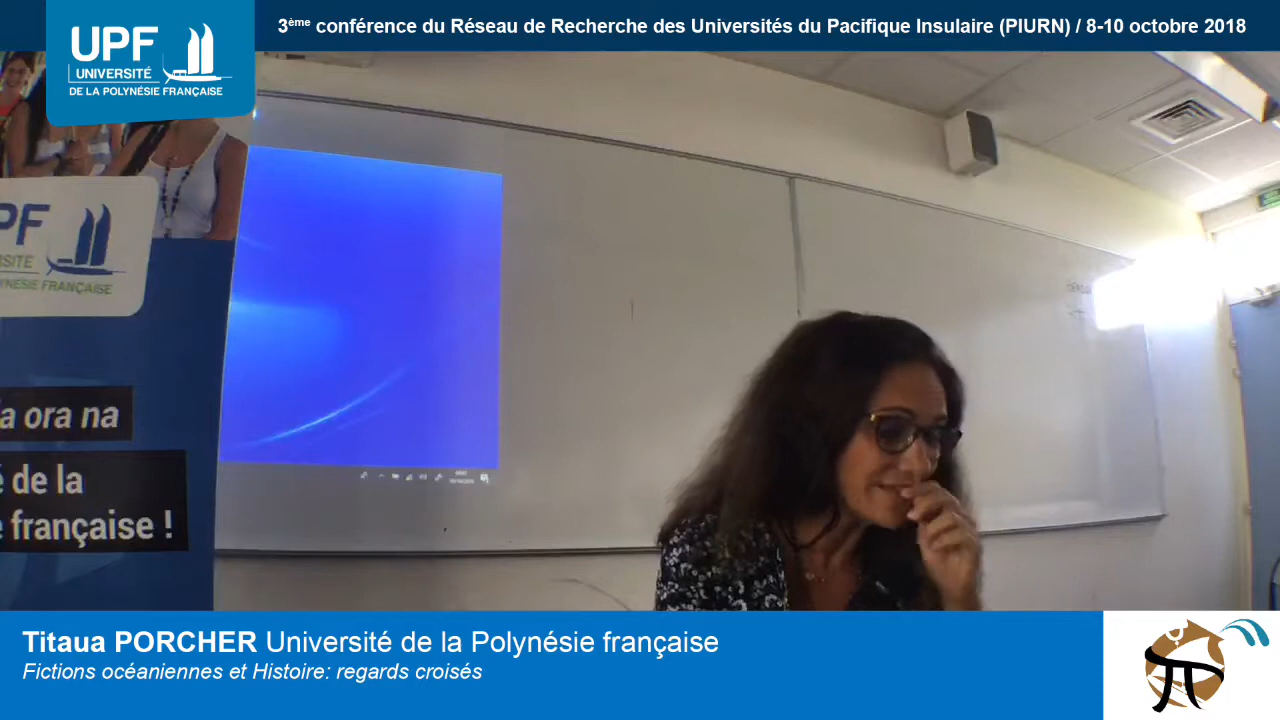 3ème conférence du Réseau de Recherche des Universités du Pacifique Insulaire (PIURN) / 8-10 octobre 2018
UPF
UNIVERSITÉ
DE LA POLYNÉSIE FRANÇAISE
PF
SITÉ
YNÉSIE FRANÇAISE
a ora na
é de la
e française !
Titaua PORCHER Université de la Polynésie française
Fictions océaniennes et Histoire: regards croisés